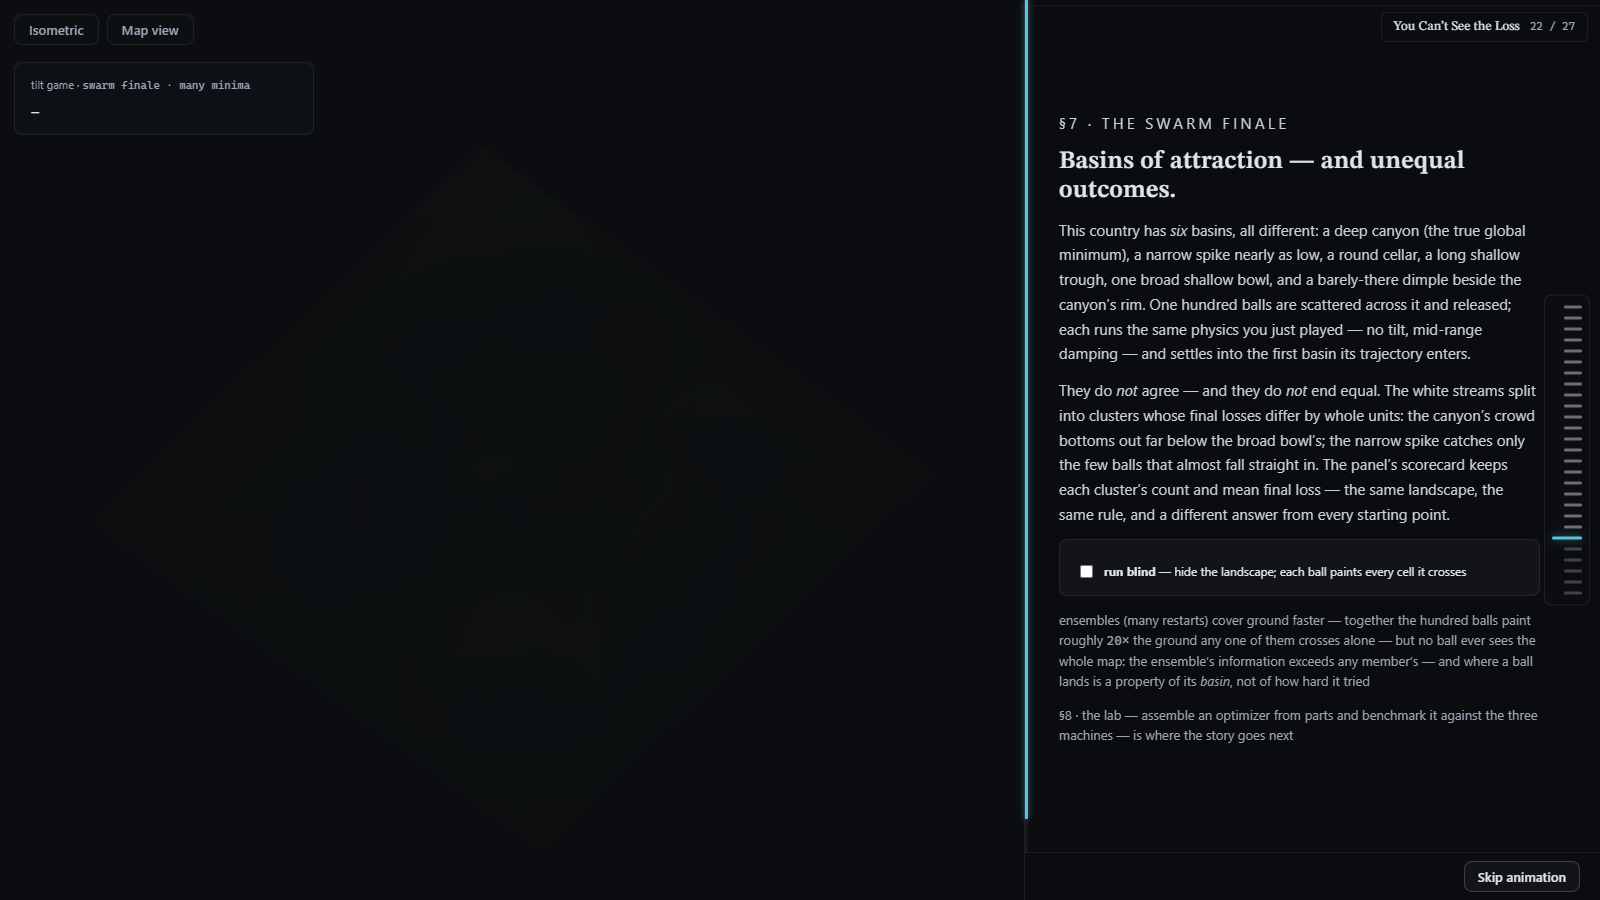 Isometric
Map view
tilt game · swarm finale · many minima
—
You Can’t See the Loss 22 / 27
§7 · THE SWARM FINALE
Basins of attraction — and unequal
outcomes.
This country has six basins, all different: a deep canyon (the true global
minimum), a narrow spike nearly as low, a round cellar, a long shallow
trough, one broad shallow bowl, and a barely-there dimple beside the
canyon’s rim. One hundred balls are scattered across it and released;
each runs the same physics you just played — no tilt, mid-range
damping — and settles into the first basin its trajectory enters.
They do not agree — and they do not end equal. The white streams split
into clusters whose final losses differ by whole units: the canyon’s crowd
bottoms out far below the broad bowl’s; the narrow spike catches only
the few balls that almost fall straight in. The panel’s scorecard keeps
each cluster’s count and mean final loss — the same landscape, the
same rule, and a different answer from every starting point.
run blind — hide the landscape; each ball paints every cell it crosses
ensembles (many restarts) cover ground faster — together the hundred balls paint
roughly 20× the ground any one of them crosses alone — but no ball ever sees the
whole map: the ensemble’s information exceeds any member’s — and where a ball
lands is a property of its basin, not of how hard it tried
§8 · the lab — assemble an optimizer from parts and benchmark it against the three
machines — is where the story goes next
Skip animation